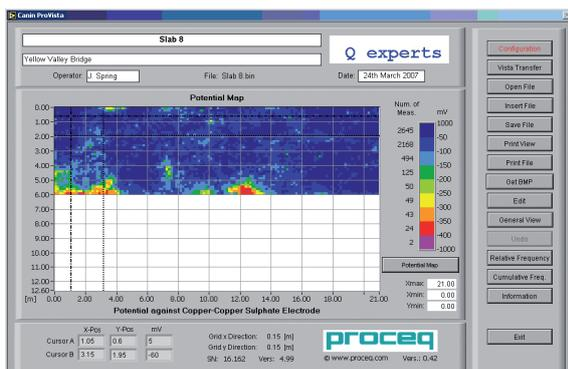 Canin ProVista
Slab 8
Yellow Valley Bridge
Q experts
Operator: J. Spring File: Slab 8.bin Date: 24th March 2007
Potential Map
Num. of Meas. mV
1000
2645 -50
2168 -100
494 -150
125 -200
50 -250
49 -300
43 -350
24 -400
2 -1000
0.00
1.00
2.00
3.00
4.00
5.00
6.00
7.00
8.00
9.00
10.00
11.00
12.00
12.60
[m] 0.00 2.00 4.00 6.00 8.00 10.00 12.00 14.00 16.00 18.00 21.00
Potential against Copper-Copper Sulphate Electrode
Potential Map
Xmax: 21.00
Xmin: 0.00
Ymin: 0.00
X-Pos Y-Pos mV
Cursor A 1.05 0.6 5
Cursor B 3.15 1.95 -60
Grid x Direction: 0.15 [m]
Grid y Direction: 0.15 [m]
SN: 16.162 Vers: 4.99
proceq
© www.proceq.com Vers.: 0.42
Configuration
Vista Transfer
Open File
Insert File
Save File
Print View
Print File
Get BMP
Edit
General View
Undo
Relative Frequency
Cumulative Freq.
Information
Exit